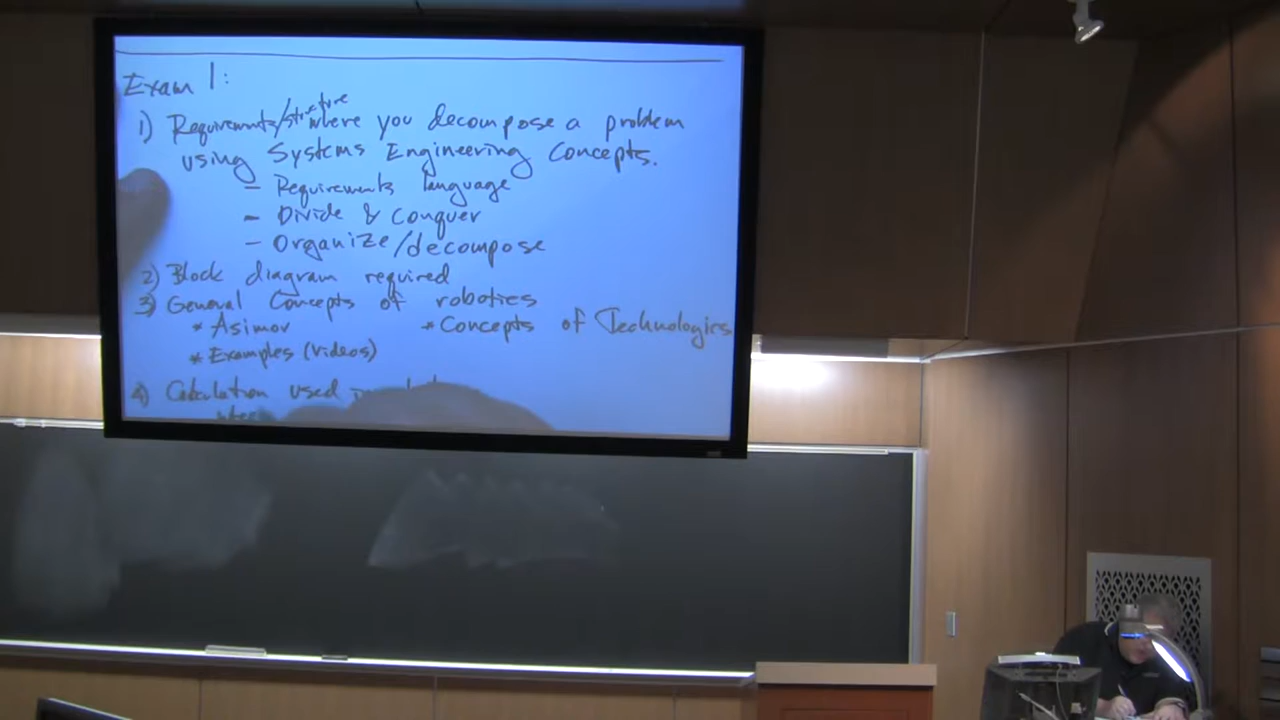 Exam 1:
1) Requirements/structure where you decompose a problem
using Systems Engineering Concepts.
- Requirements language
- Divide & Conquer
- Organize/decompose
2) Block diagram required
3) General Concepts of robotics
* Asimov * Concepts of Technologies
* Examples (Videos)
4) Calculation used